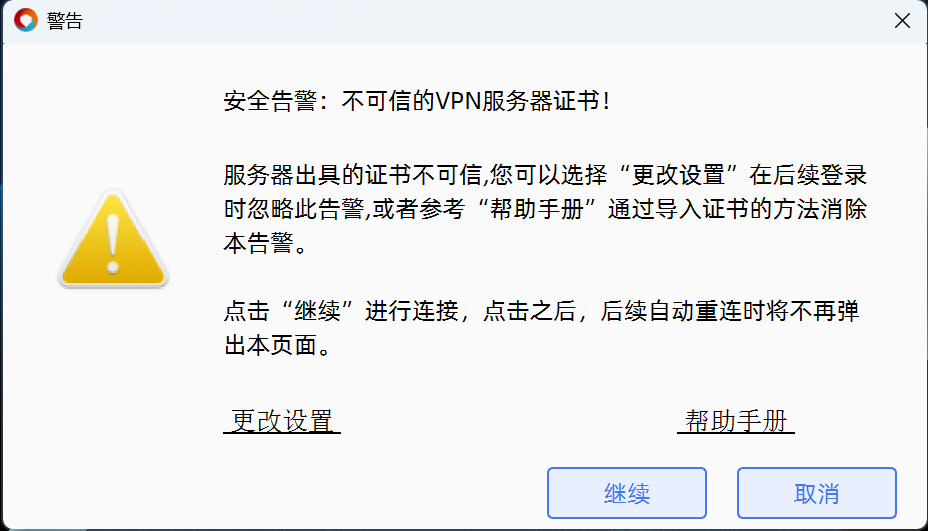 警告
安全告警：不可信的VPN服务器证书！
服务器出具的证书不可信,您可以选择“更改设置”在后续登录
时忽略此告警,或者参考“帮助手册”通过导入证书的方法消除
本告警。
点击“继续”进行连接，点击之后，后续自动重连时将不再弹
出本页面。
更改设置 帮助手册
继续 取消